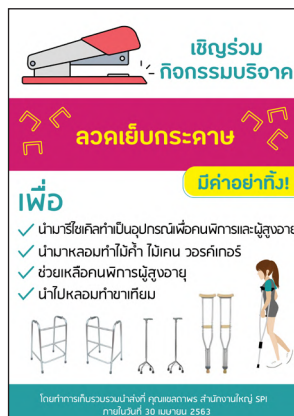 เชิญร่วม
กิจกรรมบริจาค
ลวดเย็บกระดาษ
มีค่าอย่าทิ้ง!
เพื่อ
นำมารีไซเคิลทำเป็นอุปกรณ์เพื่อคนพิการและผู้สูงอายุ
นำมาหลอมทำไม้ค้ำ ไม้เคน วอร์คเกอร์
ช่วยเหลือคนพิการผู้สูงอายุ
นำไปหลอมทำขาเทียม
โดยทำการเก็บรวบรวมนำส่งที่ คุณแขลถาพร สำนักงานใหญ่ SPI
ภายในวันที่ 30 เมษายน 2563